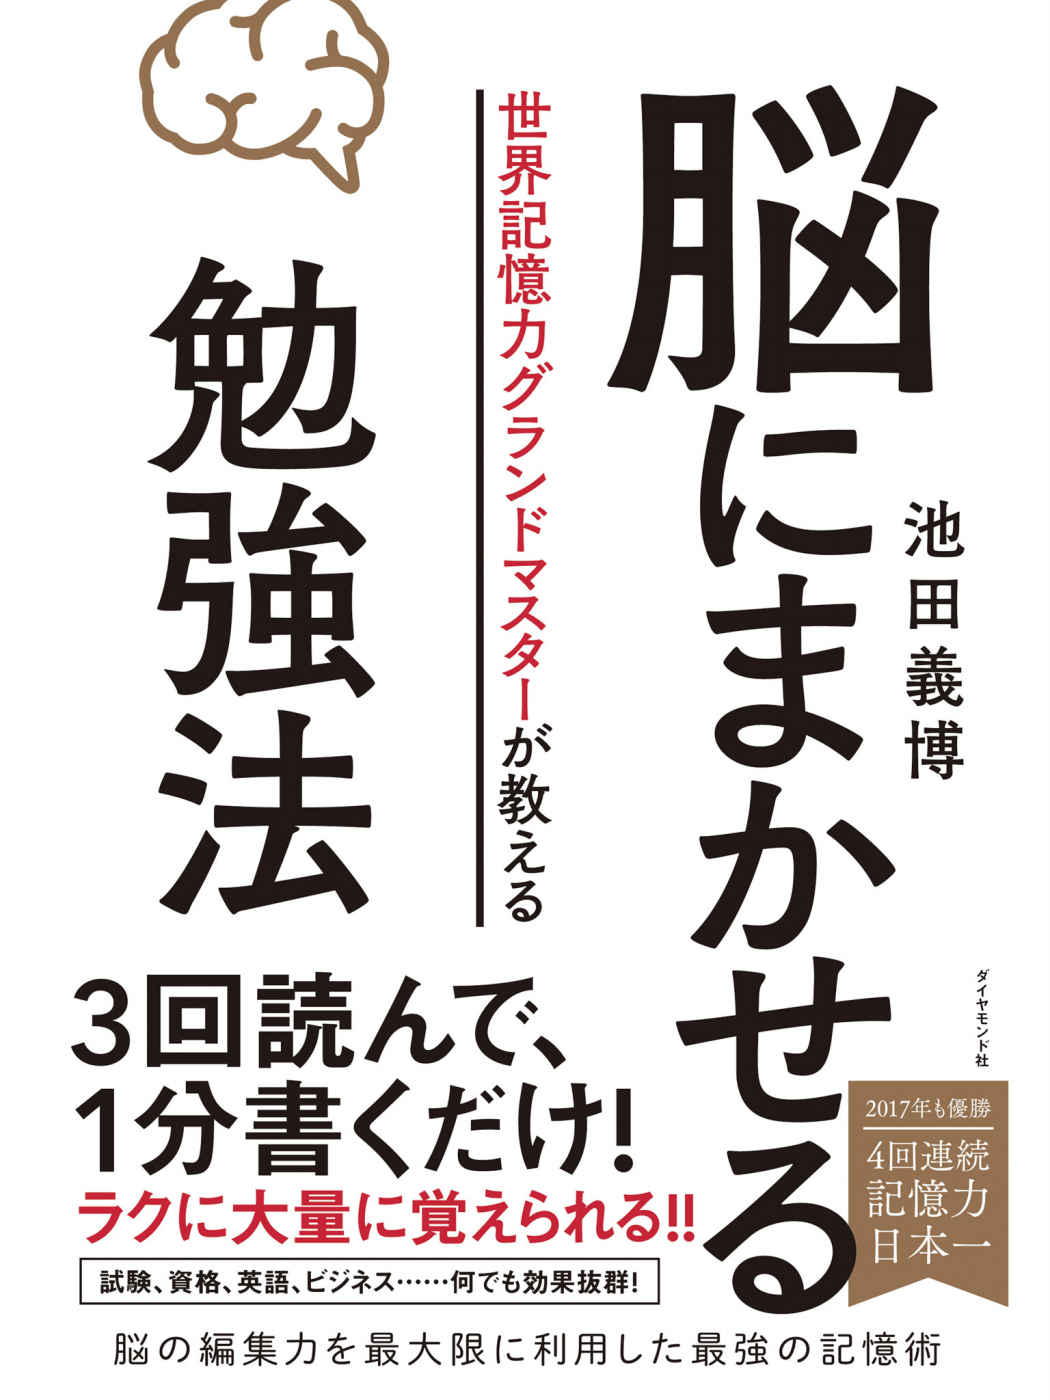 池田義博
脳にまかせる
世界記憶力グランドマスターが教える
勉強法
ダイヤモンド社
2017年も優勝
4回連続
記憶力
日本一
3回読んで、
1分書くだけ!
ラクに大量に覚えられる!!
試験、資格、英語、ビジネス……何でも効果抜群!
脳の編集力を最大限に利用した最強の記憶術